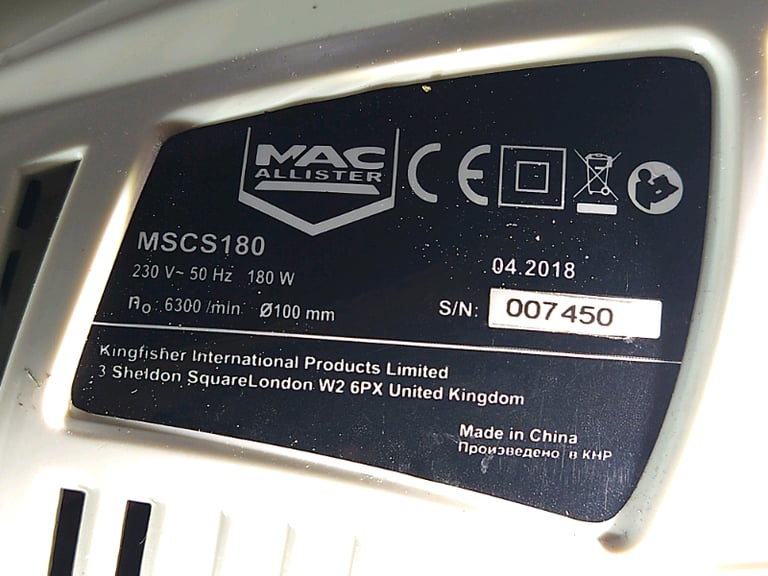 MAC
ALLISTER
CE
MSCS180
230 V~ 50 Hz 180 W
04.2018
n₀ 6300 /min Ø100 mm
S/N: 007450
Kingfisher International Products Limited
3 Sheldon SquareLondon W2 6PX United Kingdom
Made in China
Произведено в КНР